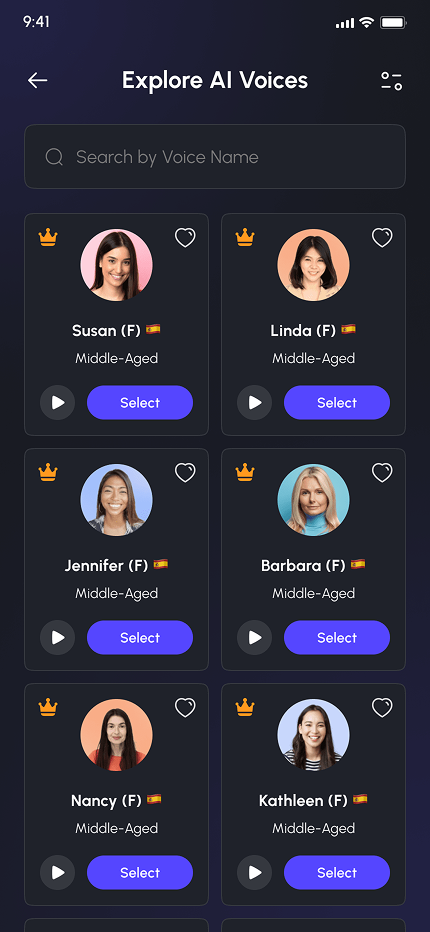 9:41
Explore AI Voices
Search by Voice Name
Susan (F) 🇪🇸
Linda (F) 🇪🇸
Middle-Aged
Middle-Aged
Select
Select
Jennifer (F) 🇪🇸
Barbara (F) 🇪🇸
Middle-Aged
Middle-Aged
Select
Select
Nancy (F) 🇪🇸
Kathleen (F) 🇪🇸
Middle-Aged
Middle-Aged
Select
Select